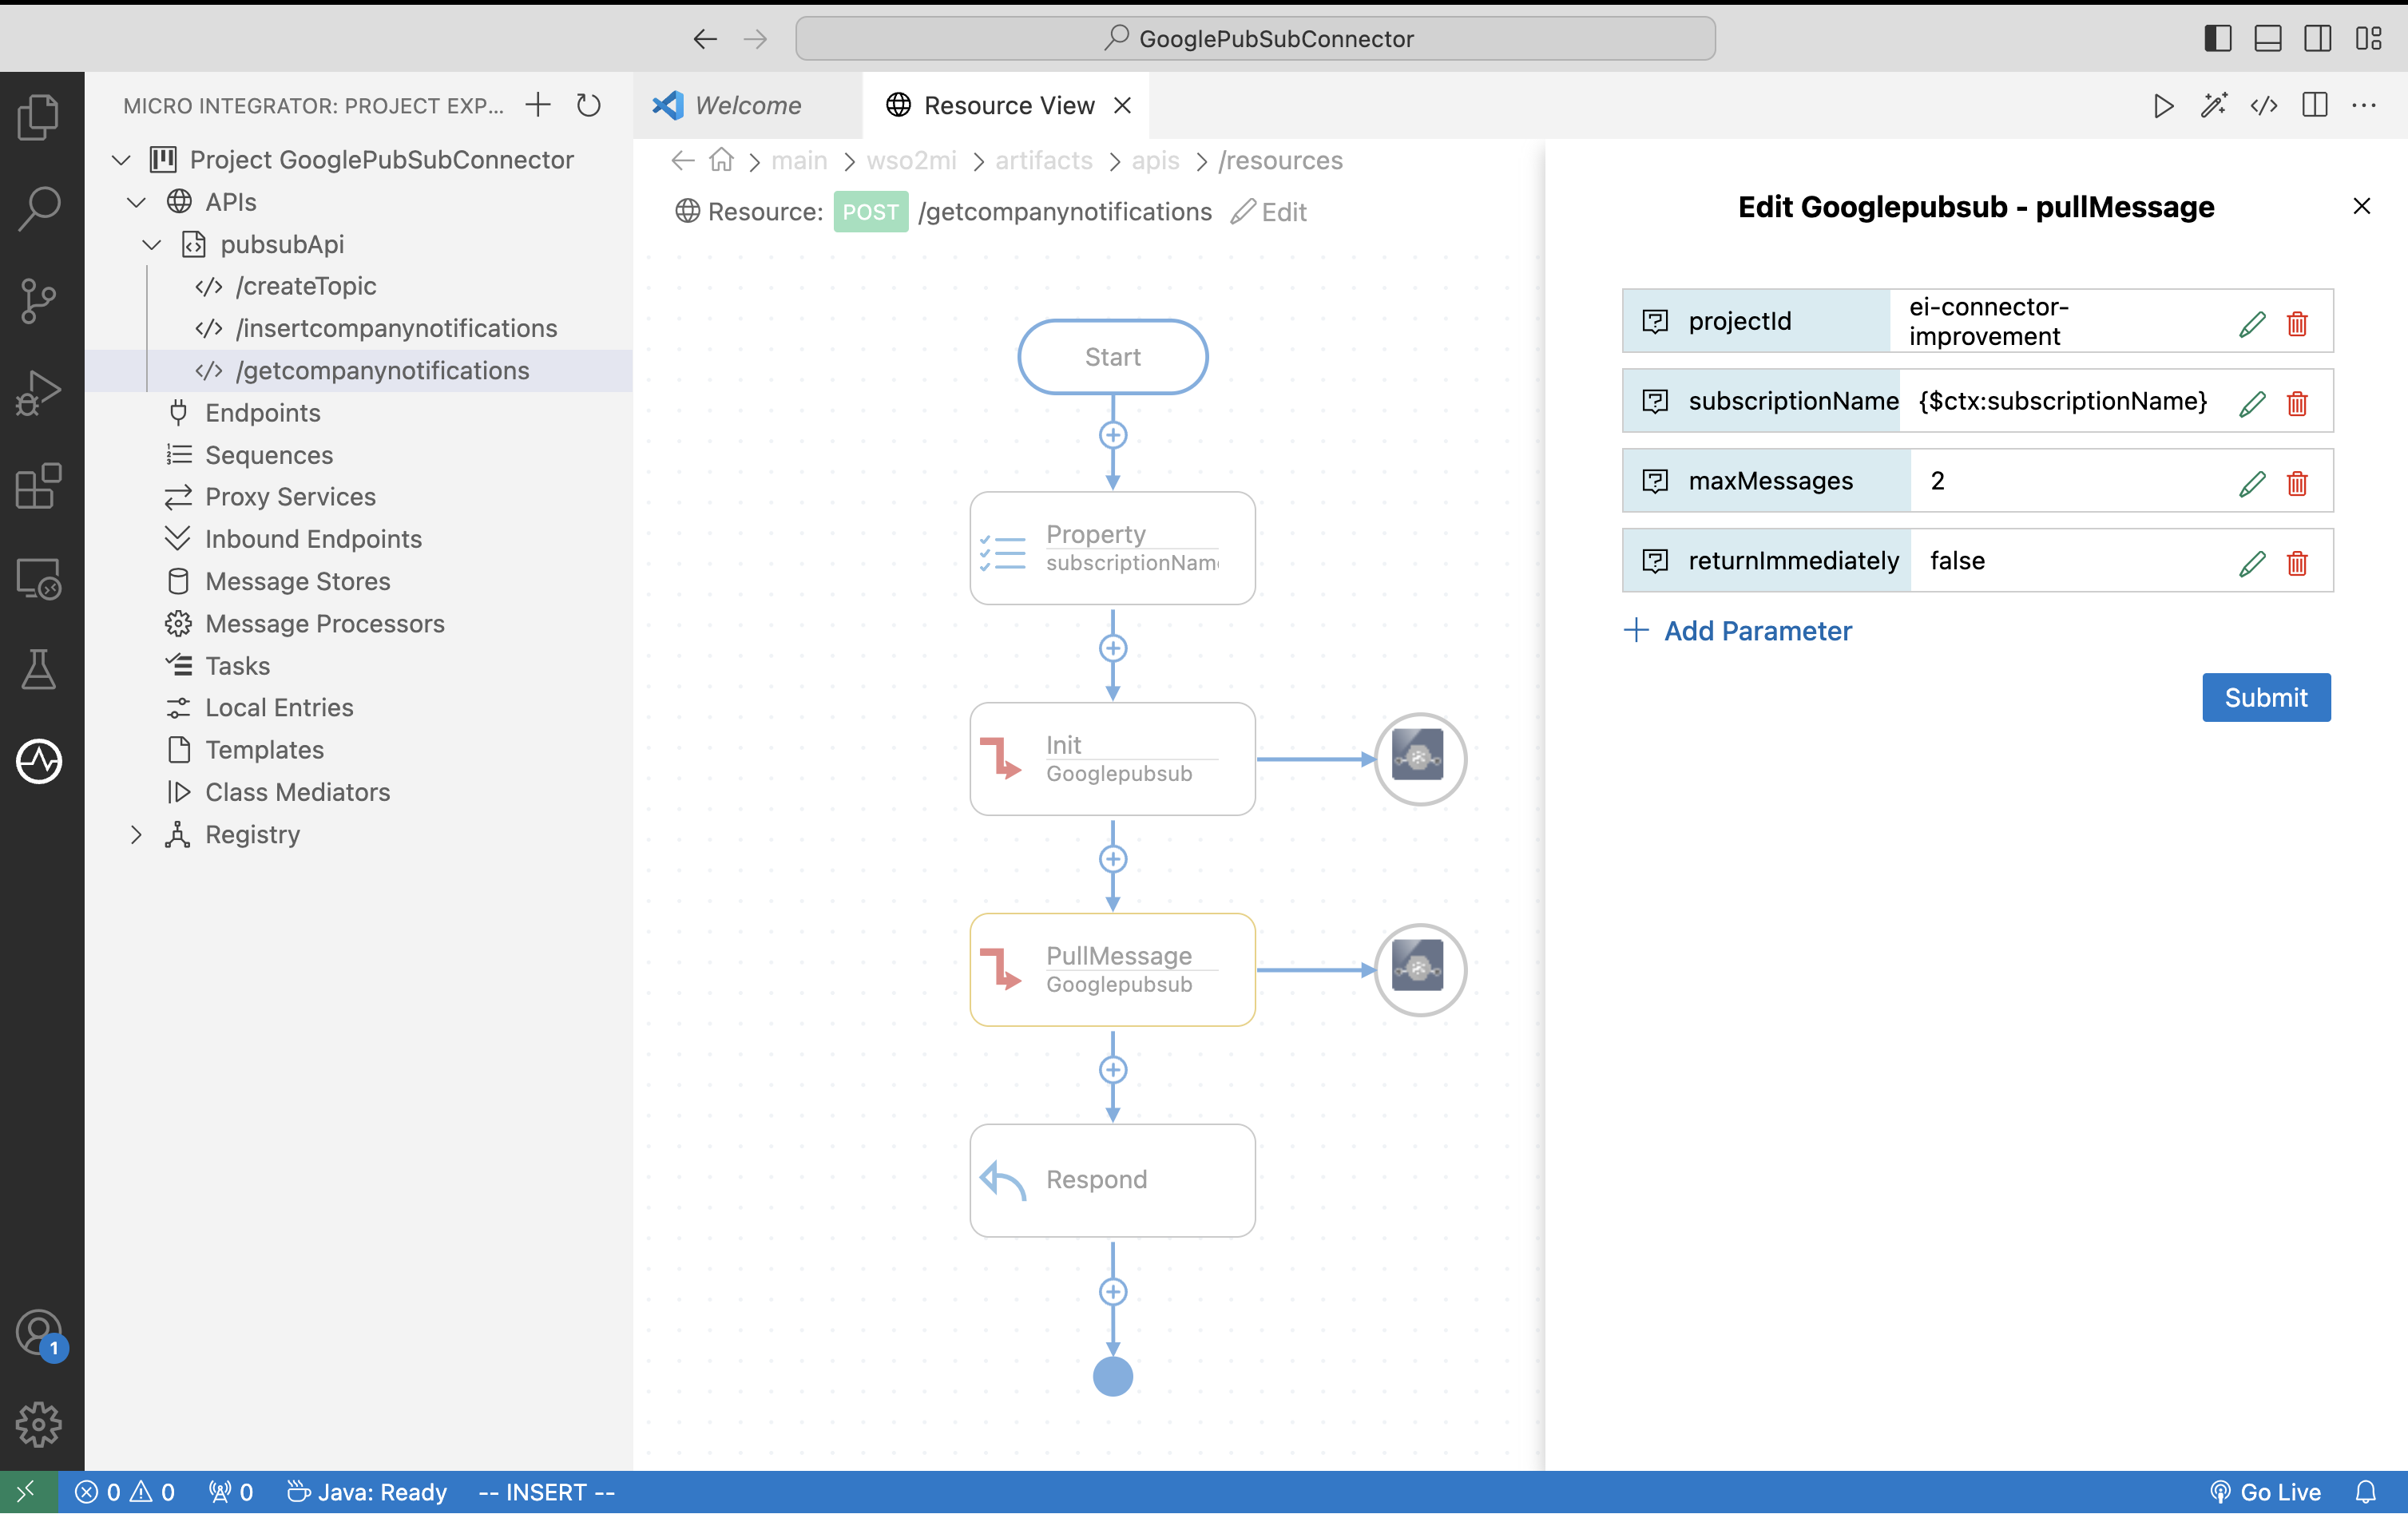 GooglePubSubConnector
MICRO INTEGRATOR: PROJECT EXP...
Project GooglePubSubConnector
APIs
pubsubApi
/createTopic
/insertcompanynotifications
/getcompanynotifications
Endpoints
Sequences
Proxy Services
Inbound Endpoints
Message Stores
Message Processors
Tasks
Local Entries
Templates
Class Mediators
Registry
Welcome
Resource View
main > wso2mi > artifacts > apis > /resources
Resource: POST /getcompanynotifications Edit
Start
Property
subscriptionNam
Init
Googlepubsub
PullMessage
Googlepubsub
Respond
Edit Googlepubsub - pullMessage
projectId ei-connector-
improvement
subscriptionName {$ctx:subscriptionName}
maxMessages 2
returnImmediately false
Add Parameter
Submit
1
0 0 0 Java: Ready -- INSERT -- Go Live